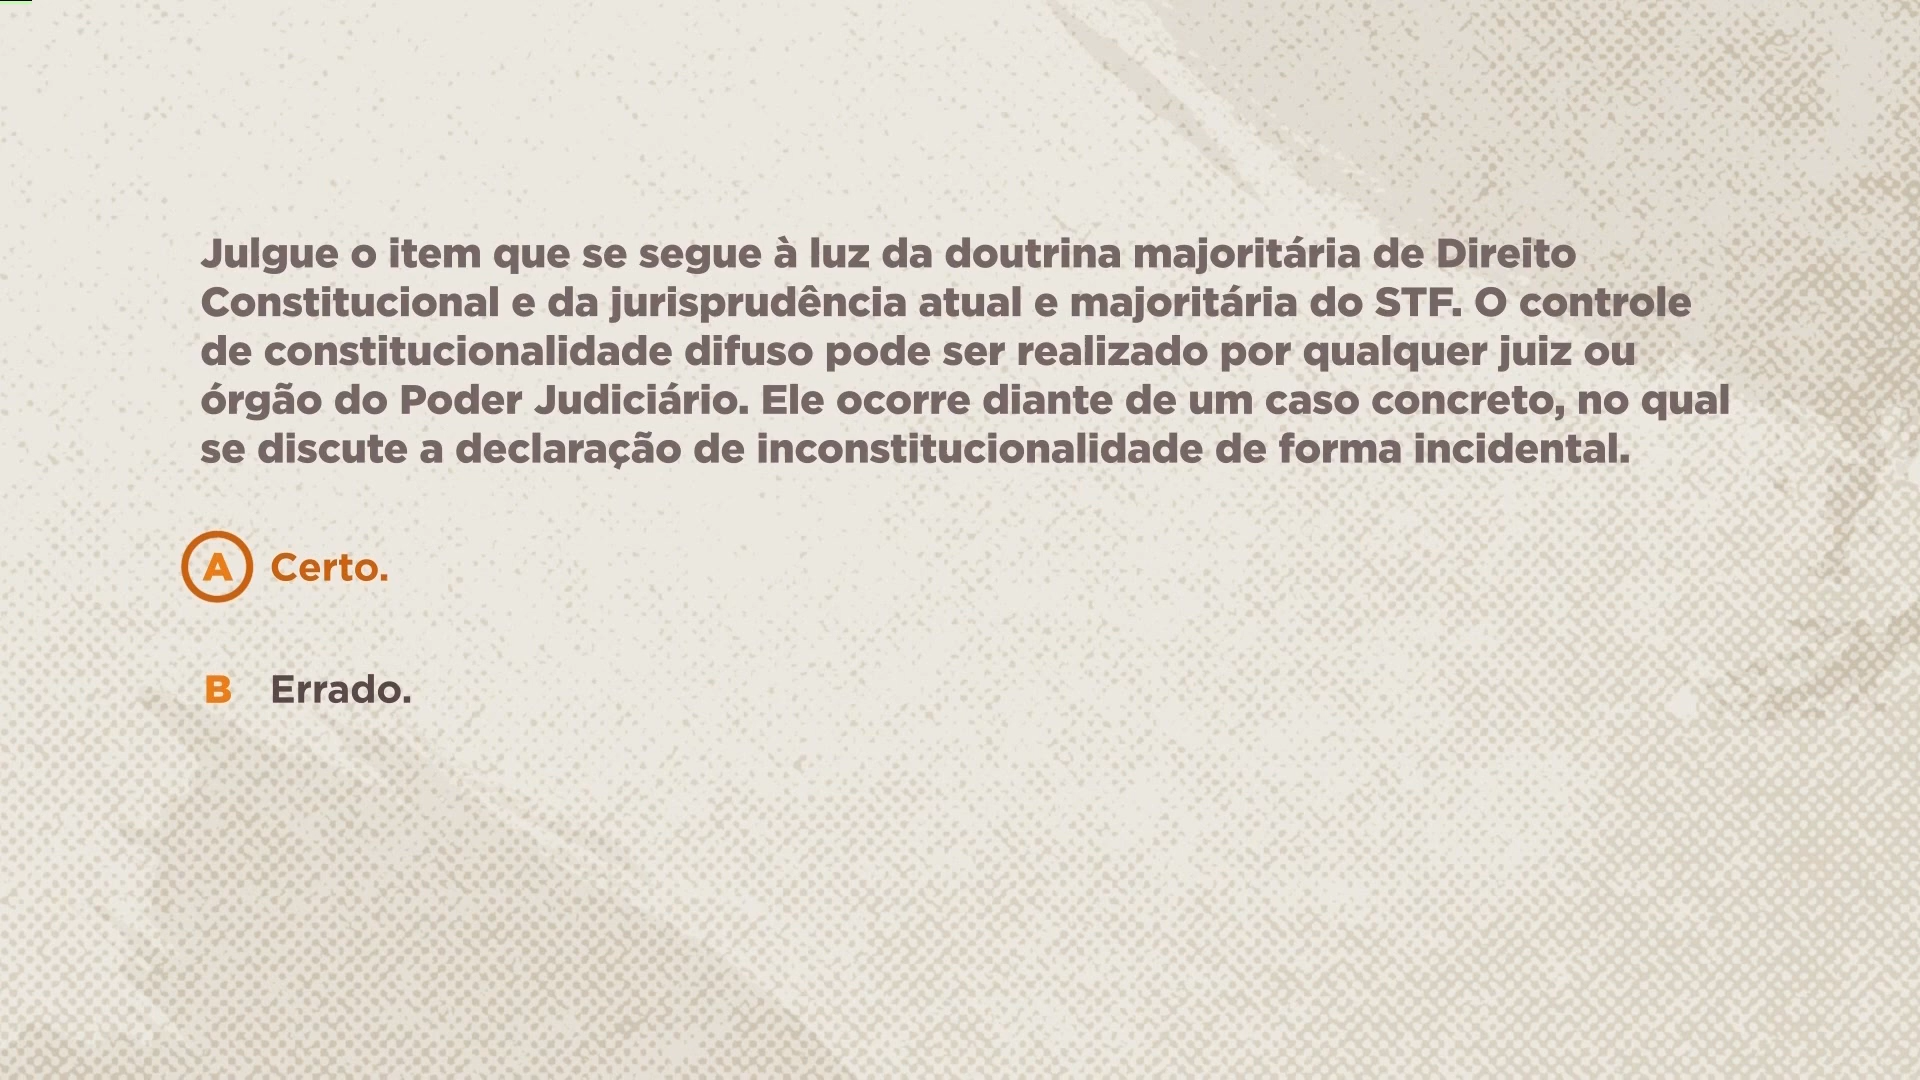 Julgue o item que se segue à luz da doutrina majoritária de Direito
Constitucional e da jurisprudência atual e majoritária do STF. O controle
de constitucionalidade difuso pode ser realizado por qualquer juiz ou
órgão do Poder Judiciário. Ele ocorre diante de um caso concreto, no qual
se discute a declaração de inconstitucionalidade de forma incidental.
A Certo.
B Errado.